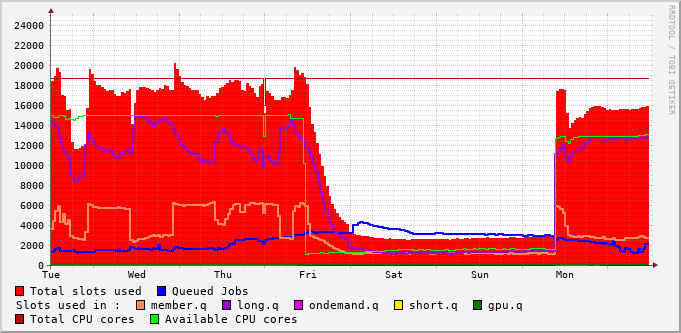 24000
22000
20000
18000
16000
14000
12000
10000
8000
6000
4000
2000
0
Tue Wed Thu Fri Sat Sun Mon
Total slots used Queued Jobs
Slots used in : member.q long.q ondemand.q short.q gpu.q
Total CPU cores Available CPU cores
RRDTOOL / TOBI OETIKER